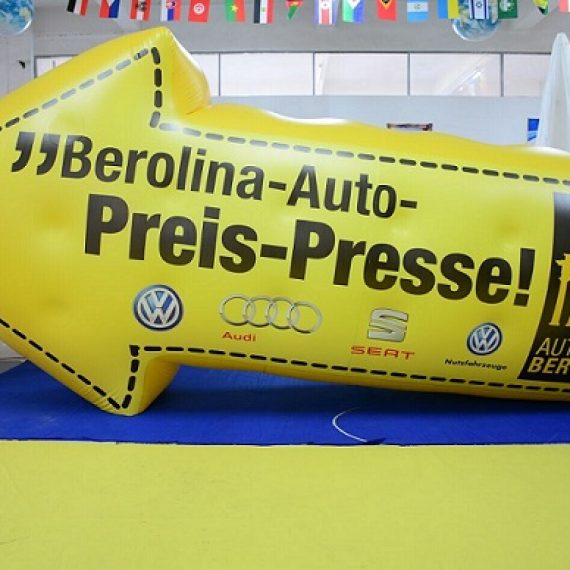 ”Berolina-Auto-
Preis-Presse!
Audi
SEAT
Nutzfahrzeuge